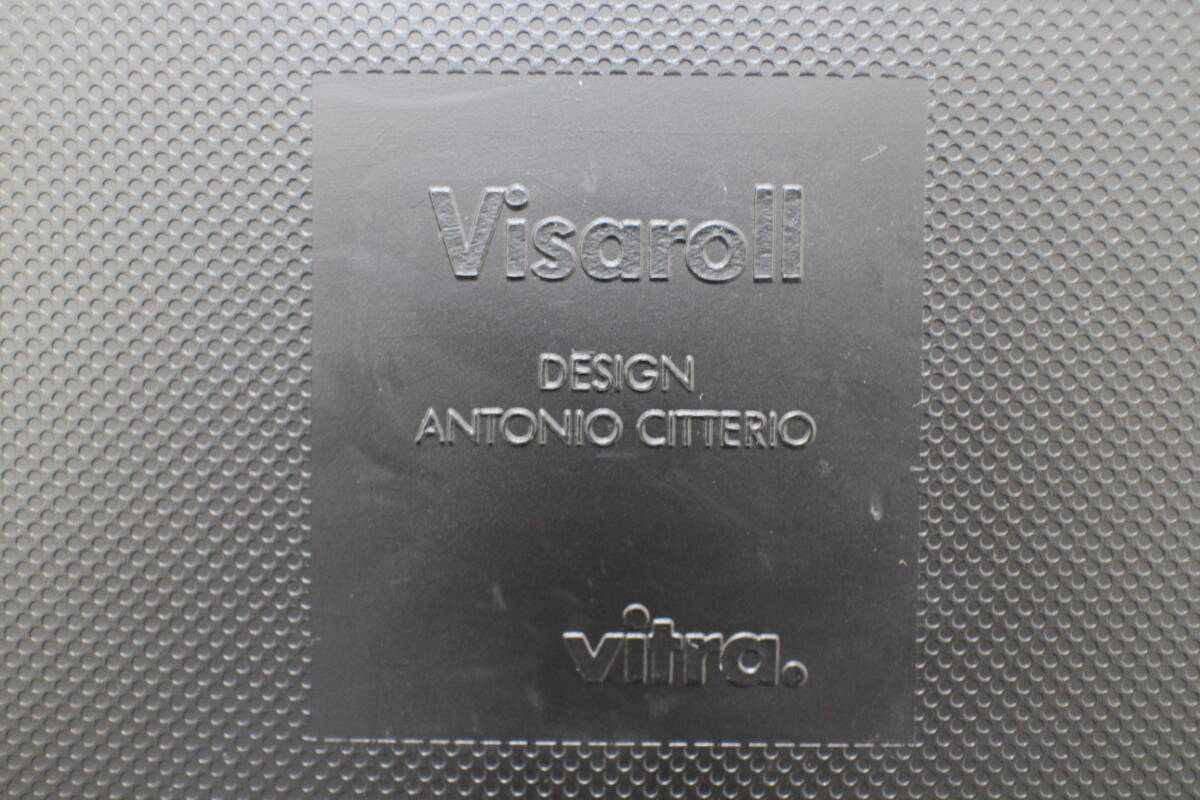 Visaroll
DESIGN
ANTONIO CITTERIO
vitra.